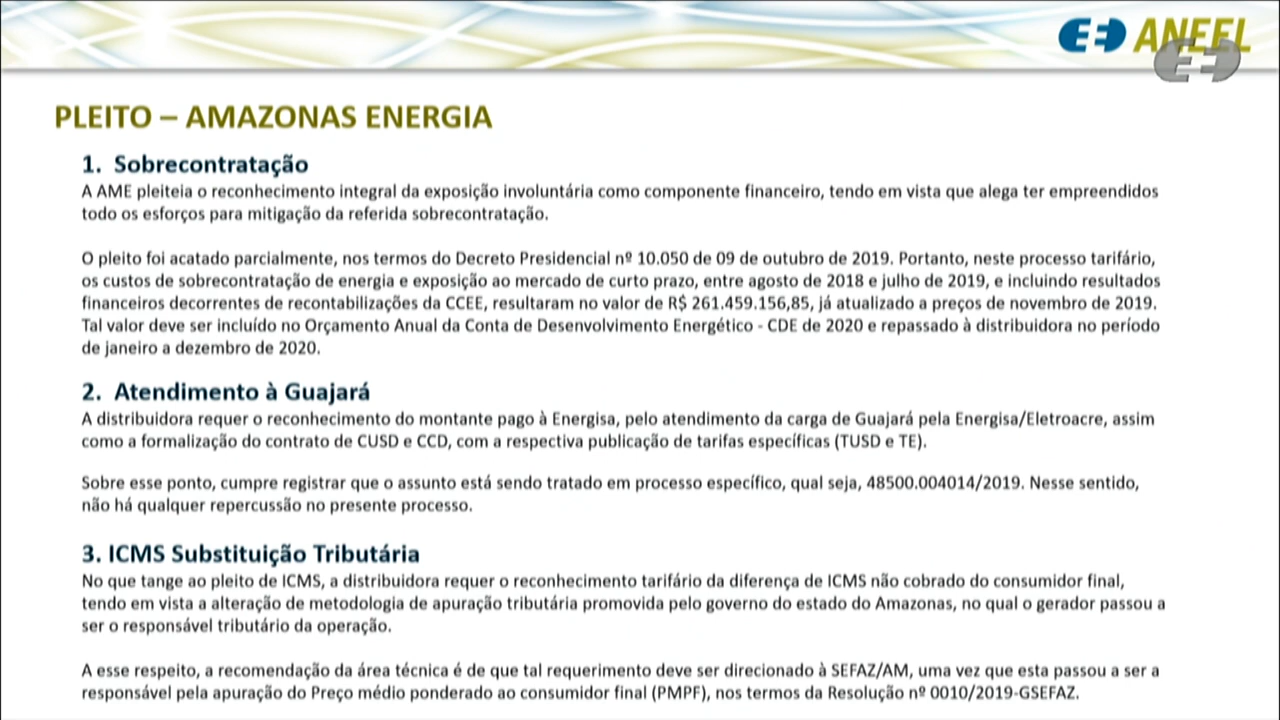 ANEEL
PLEITO – AMAZONAS ENERGIA
1. Sobrecontratação
A AME pleiteia o reconhecimento integral da exposição involuntária como componente financeiro, tendo em vista que alega ter empreendidos
todo os esforços para mitigação da referida sobrecontratação.
O pleito foi acatado parcialmente, nos termos do Decreto Presidencial nº 10.050 de 09 de outubro de 2019. Portanto, neste processo tarifário,
os custos de sobrecontratação de energia e exposição ao mercado de curto prazo, entre agosto de 2018 e julho de 2019, e incluindo resultados
financeiros decorrentes de recontabilizações da CCEE, resultaram no valor de R$ 261.459.156,85, já atualizado a preços de novembro de 2019.
Tal valor deve ser incluído no Orçamento Anual da Conta de Desenvolvimento Energético - CDE de 2020 e repassado à distribuidora no período
de janeiro a dezembro de 2020.
2. Atendimento à Guajará
A distribuidora requer o reconhecimento do montante pago à Energisa, pelo atendimento da carga de Guajará pela Energisa/Eletroacre, assim
como a formalização do contrato de CUSD e CCD, com a respectiva publicação de tarifas específicas (TUSD e TE).
Sobre esse ponto, cumpre registrar que o assunto está sendo tratado em processo específico, qual seja, 48500.004014/2019. Nesse sentido,
não há qualquer repercussão no presente processo.
3. ICMS Substituição Tributária
No que tange ao pleito de ICMS, a distribuidora requer o reconhecimento tarifário da diferença de ICMS não cobrado do consumidor final,
tendo em vista a alteração de metodologia de apuração tributária promovida pelo governo do estado do Amazonas, no qual o gerador passou a
ser o responsável tributário da operação.
A esse respeito, a recomendação da área técnica é de que tal requerimento deve ser direcionado à SEFAZ/AM, uma vez que esta passou a ser a
responsável pela apuração do Preço médio ponderado ao consumidor final (PMPF), nos termos da Resolução nº 0010/2019-GSEFAZ.